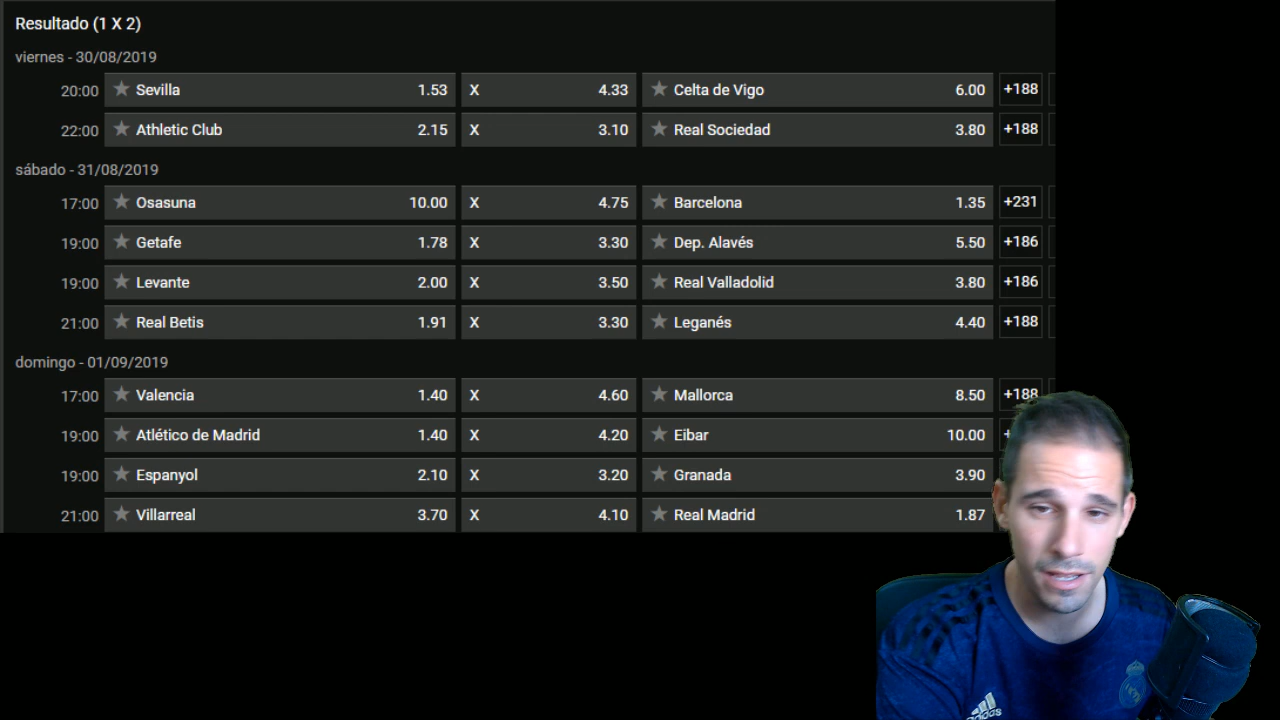 Resultado (1 X 2)
viernes - 30/08/2019
20:00 Sevilla 1.53 X 4.33 Celta de Vigo 6.00 +188
22:00 Athletic Club 2.15 X 3.10 Real Sociedad 3.80 +188
sábado - 31/08/2019
17:00 Osasuna 10.00 X 4.75 Barcelona 1.35 +231
19:00 Getafe 1.78 X 3.30 Dep. Alavés 5.50 +186
19:00 Levante 2.00 X 3.50 Real Valladolid 3.80 +186
21:00 Real Betis 1.91 X 3.30 Leganés 4.40 +188
domingo - 01/09/2019
17:00 Valencia 1.40 X 4.60 Mallorca 8.50 +188
19:00 Atlético de Madrid 1.40 X 4.20 Eibar 10.00
19:00 Espanyol 2.10 X 3.20 Granada 3.90
21:00 Villarreal 3.70 X 4.10 Real Madrid 1.87
adidas